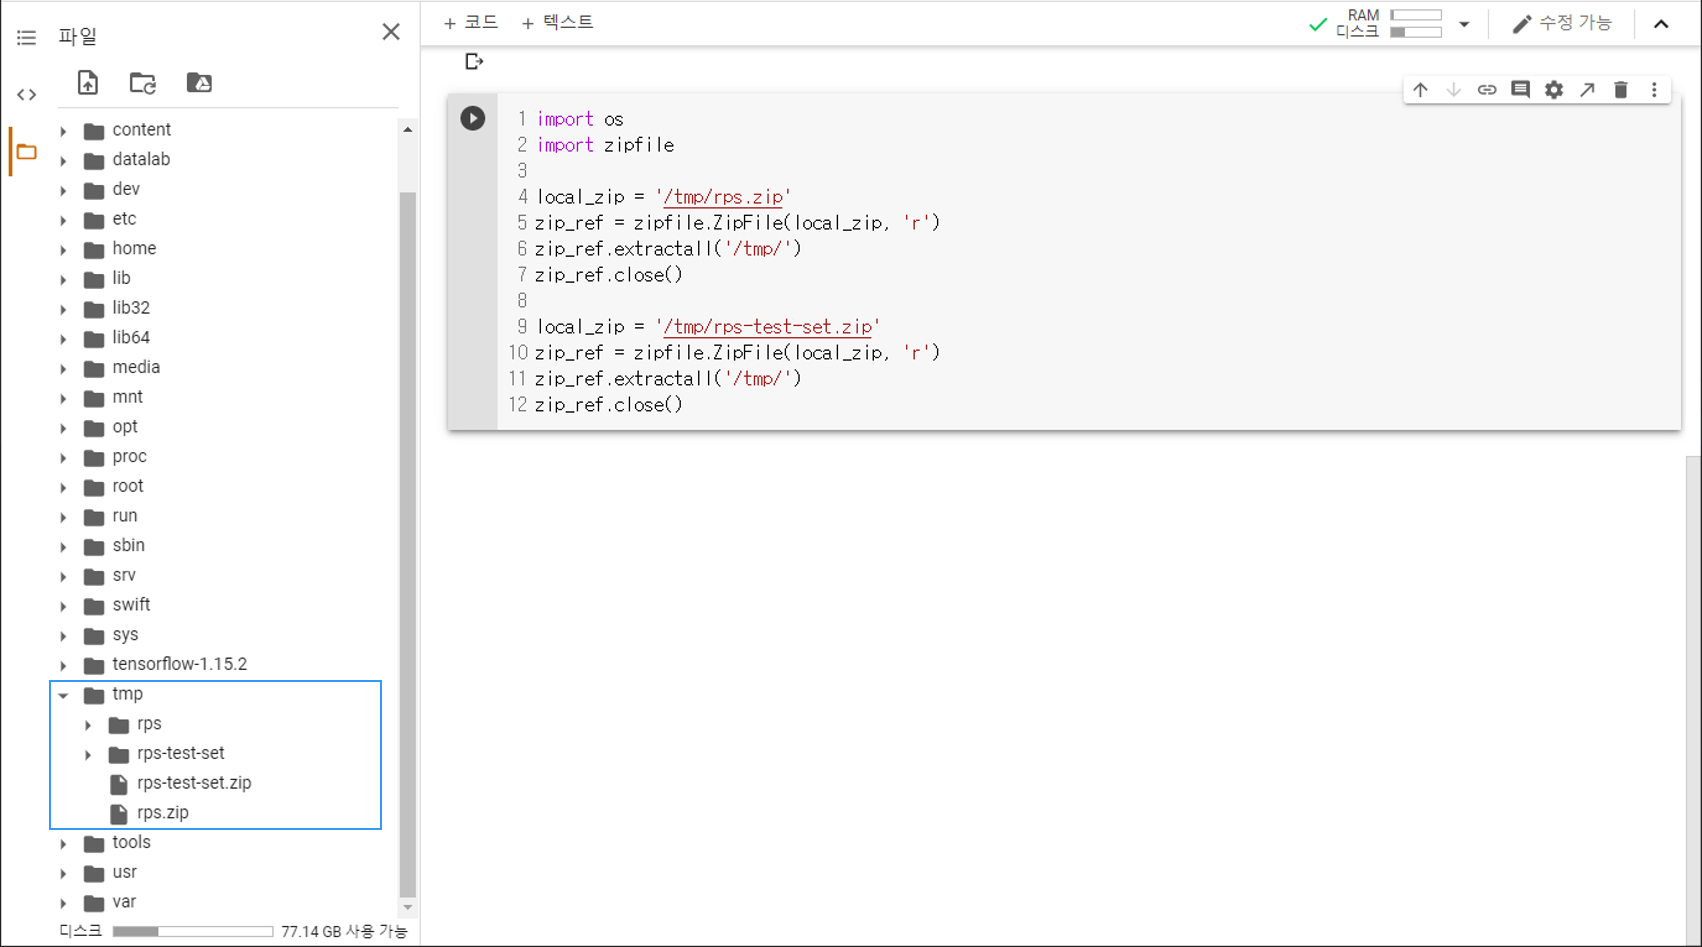 파일
content
datalab
dev
etc
home
lib
lib32
lib64
media
mnt
opt
proc
root
run
sbin
srv
swift
sys
tensorflow-1.15.2
tmp
rps
rps-test-set
rps-test-set.zip
rps.zip
tools
usr
var
디스크 77.14 GB 사용 가능
+ 코드 + 텍스트
RAM
디스크
수정 가능
1 import os
2 import zipfile
3
4 local_zip = '/tmp/rps.zip'
5 zip_ref = zipfile.ZipFile(local_zip, 'r')
6 zip_ref.extractall('/tmp/')
7 zip_ref.close()
8
9 local_zip = '/tmp/rps-test-set.zip'
10 zip_ref = zipfile.ZipFile(local_zip, 'r')
11 zip_ref.extractall('/tmp/')
12 zip_ref.close()